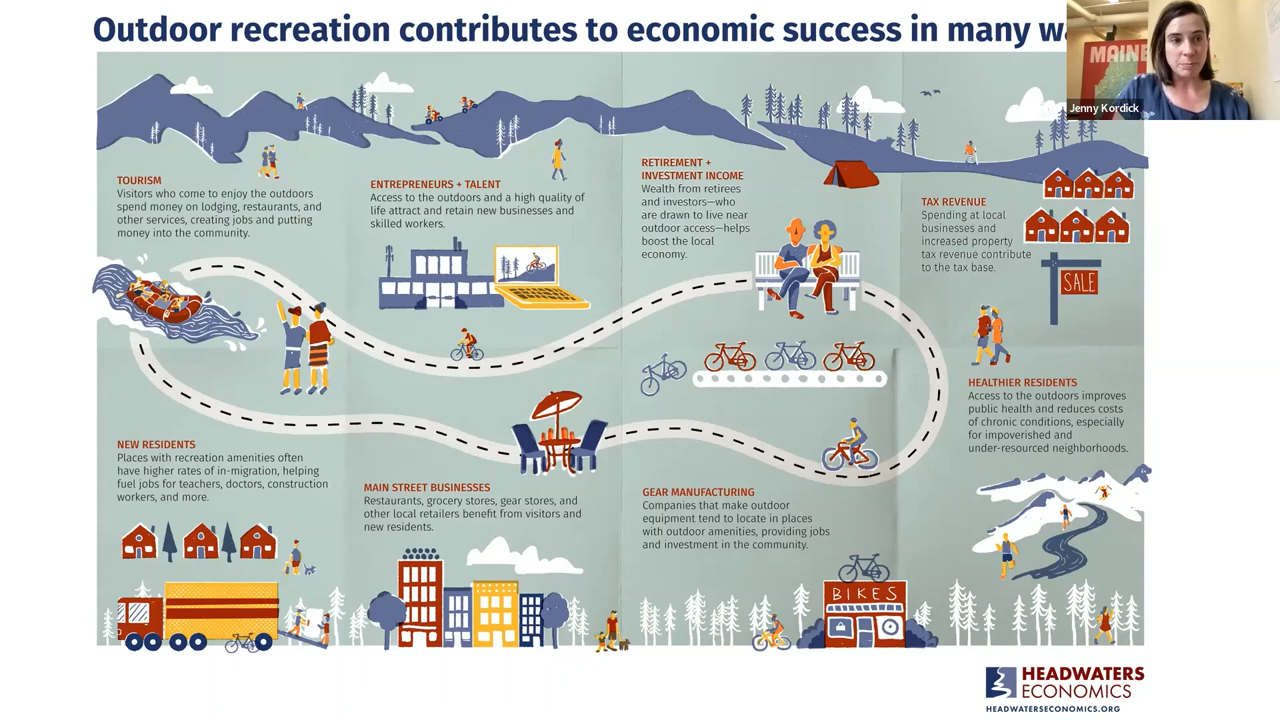 Outdoor recreation contributes to economic success in many w
MAINE
Jenny Kordick
TOURISM
Visitors who come to enjoy the outdoors
spend money on lodging, restaurants, and
other services, creating jobs and putting
money into the community.
ENTREPRENEURS + TALENT
Access to the outdoors and a high quality of
life attract and retain new businesses and
skilled workers.
RETIREMENT +
INVESTMENT INCOME
Wealth from retirees
and investors—who
are drawn to live near
outdoor access—helps
boost the local
economy.
TAX REVENUE
Spending at local
businesses and
increased property
tax revenue contribute
to the tax base.
SALE
HEALTHIER RESIDENTS
Access to the outdoors improves
public health and reduces costs
of chronic conditions, especially
for impoverished and
under-resourced neighborhoods.
NEW RESIDENTS
Places with recreation amenities often
have higher rates of in-migration, helping
fuel jobs for teachers, doctors, construction
workers, and more.
MAIN STREET BUSINESSES
Restaurants, grocery stores, gear stores, and
other local retailers benefit from visitors and
new residents.
GEAR MANUFACTURING
Companies that make outdoor
equipment tend to locate in places
with outdoor amenities, providing jobs
and investment in the community.
BIKES
HEADWATERS
ECONOMICS
HEADWATERSECONOMICS.ORG